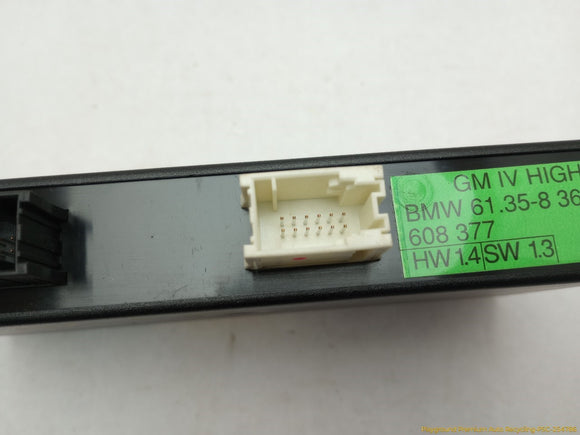 GM IV HIGH
BMW 61.35-8 36
608 377
HW 1.4 SW 1.3